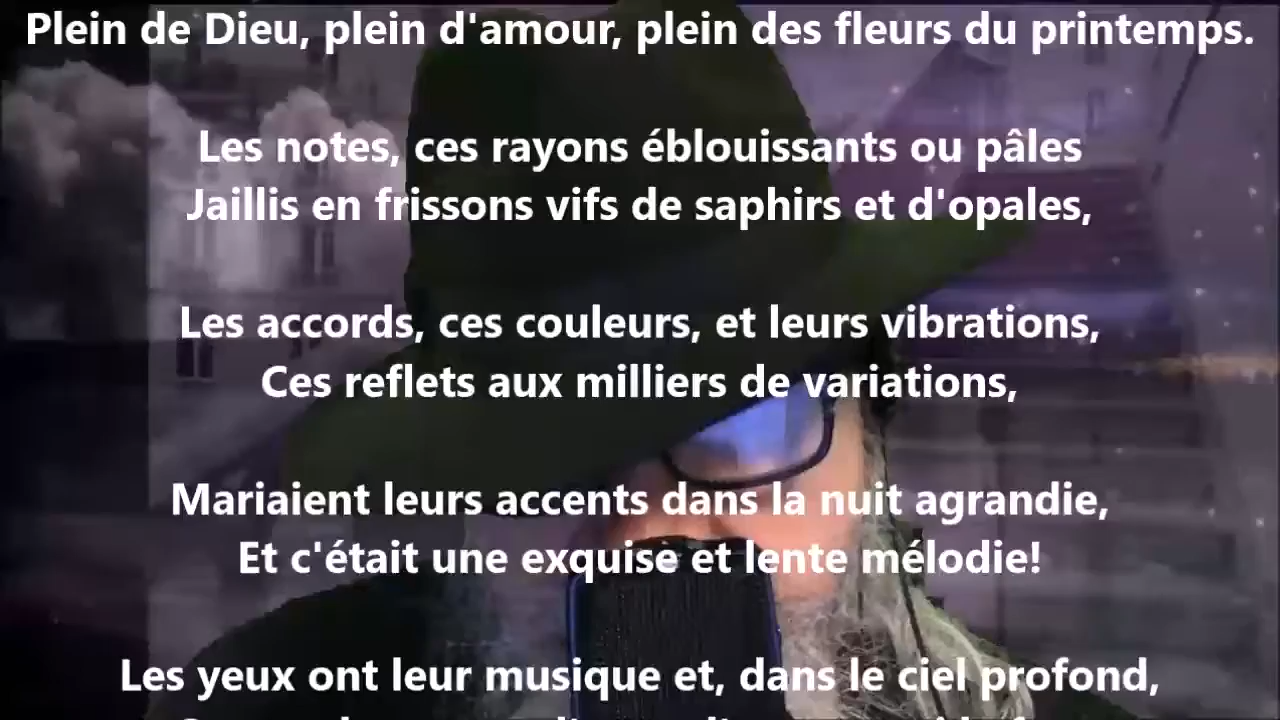 Plein de Dieu, plein d'amour, plein des fleurs du printemps.
Les notes, ces rayons éblouissants ou pâles
Jaillis en frissons vifs de saphirs et d'opales,
Les accords, ces couleurs, et leurs vibrations,
Ces reflets aux milliers de variations,
Mariaient leurs accents dans la nuit agrandie,
Et c'était une exquise et lente mélodie!
Les yeux ont leur musique et, dans le ciel profond,